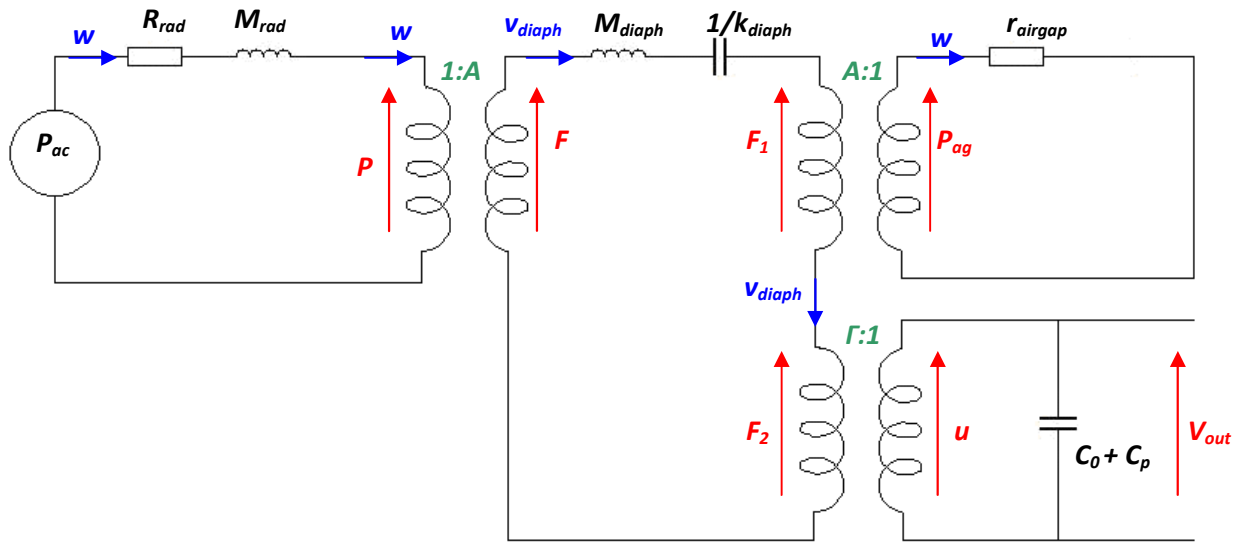 R_rad
M_rad
v_diaph
M_diaph
1/k_diaph
w
r_airgap
w
w
1:A
A:1
P_ac
P
F
F_1
P_ag
v_diaph
Γ:1
F_2
u
C_0 + C_p
V_out